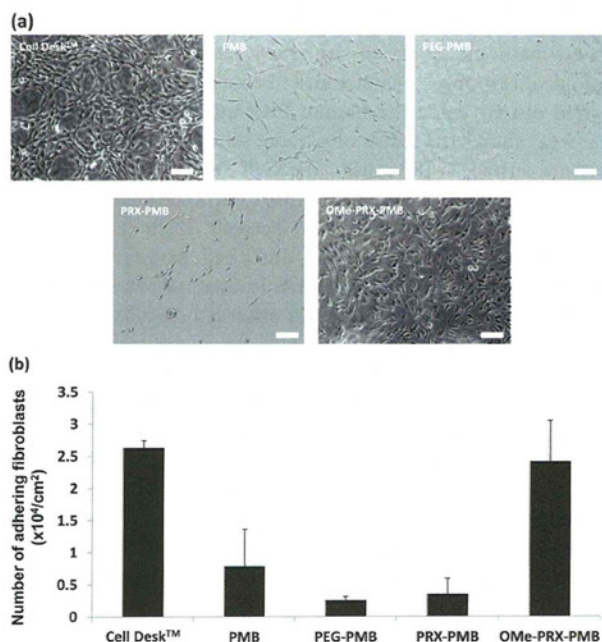 (a)
Cell Desk™
PMB
PEG-PMB
PRX-PMB
OMe-PRX-PMB
(b)
Number of adhering fibroblasts
(x10⁴/cm²)
3.5
3
2.5
2
1.5
1
0.5
0
Cell Desk™
PMB
PEG-PMB
PRX-PMB
OMe-PRX-PMB